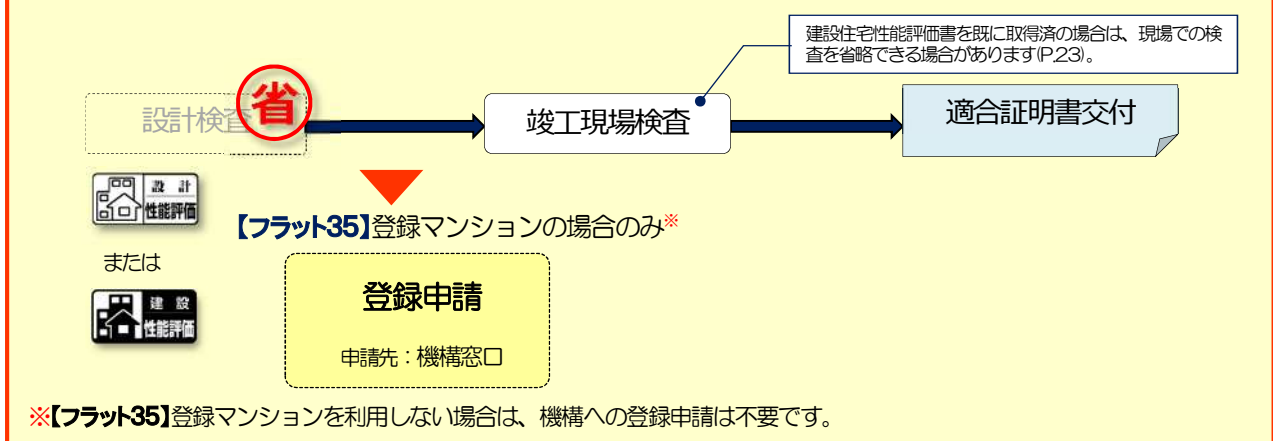 建設住宅性能評価書を既に取得済の場合は、現場での検
査を省略できる場合があります(P.23)。
設計検査
省
竣工現場検査
適合証明書交付
設計
性能評価
【フラット35】登録マンションの場合のみ※
または
登録申請
建設
性能評価
申請先：機構窓口
※【フラット35】登録マンションを利用しない場合は、機構への登録申請は不要です。